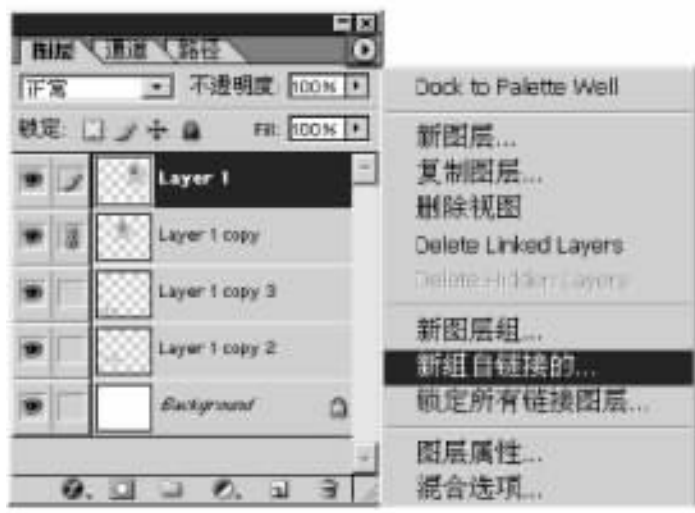 图层 通道 路径
正常 不透明度: 100% 
锁定: Fill: 100%
Layer 1
Layer 1 copy
Layer 1 copy 3
Layer 1 copy 2
Background
Dock to Palette Well
新图层...
复制图层...
删除视图
Delete Linked Layers
Delete Hidden Layers
新图层组...
新组自链接的...
锁定所有链接图层...
图层属性...
混合选项...